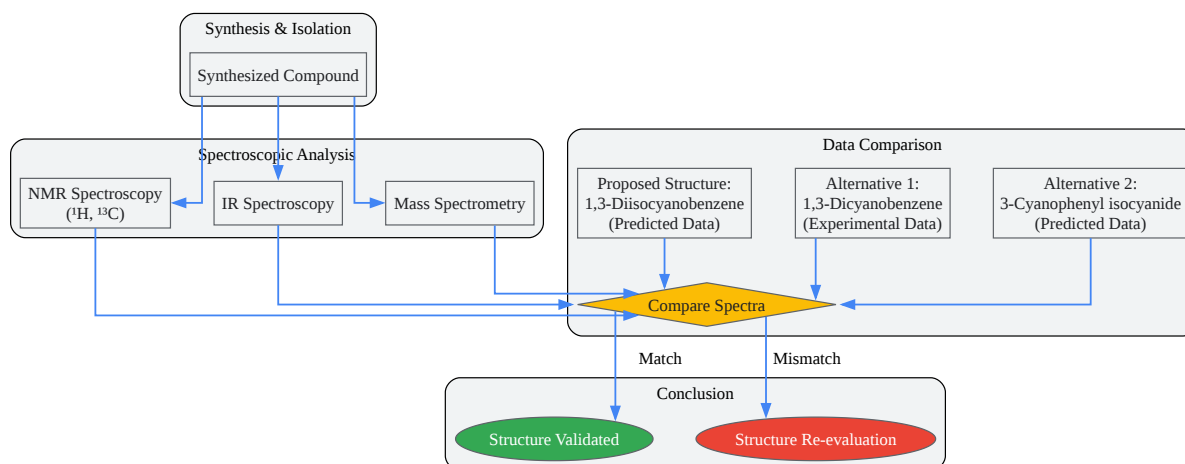 Synthesis & Isolation
Synthesized Compound
Spectroscopic Analysis
NMR Spectroscopy
(¹H, ¹³C)
IR Spectroscopy
Mass Spectrometry
Data Comparison
Proposed Structure:
1,3-Diisocyanobenzene
(Predicted Data)
Alternative 1:
1,3-Dicyanobenzene
(Experimental Data)
Alternative 2:
3-Cyanophenyl isocyanide
(Predicted Data)
Compare Spectra
Match
Mismatch
Conclusion
Structure Validated
Structure Re-evaluation